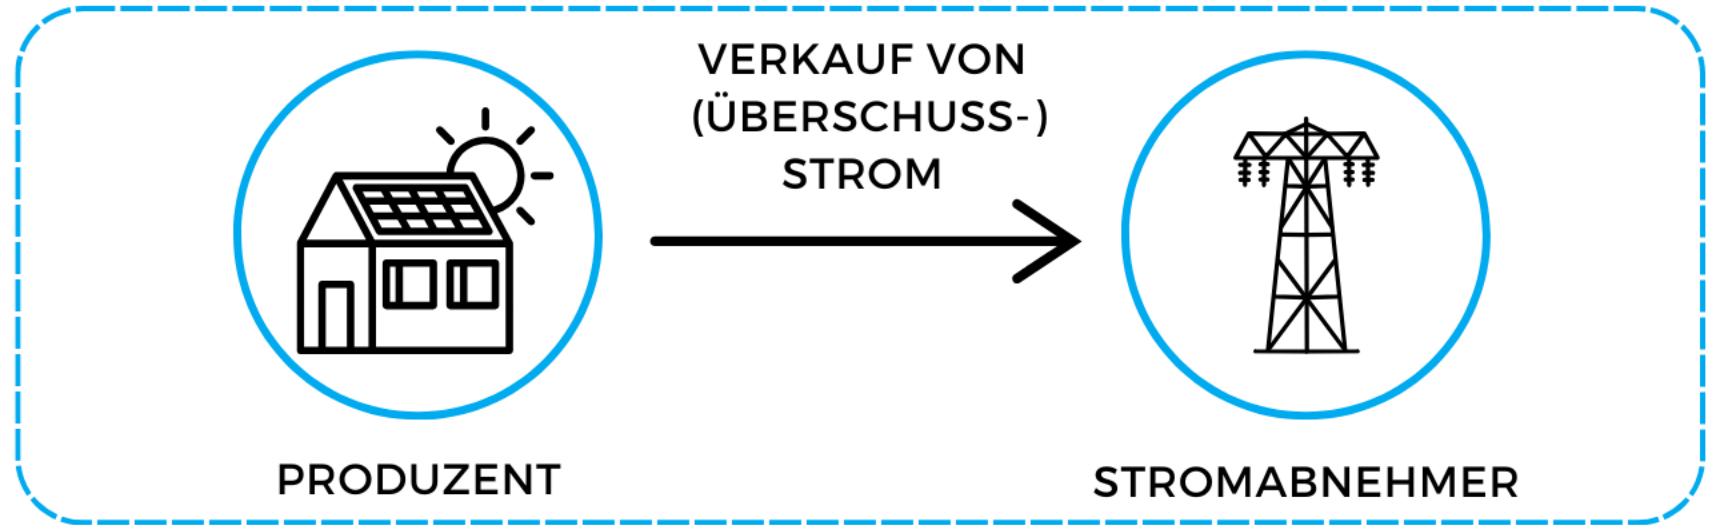 VERKAUF VON
(ÜBERSCHUSS-)
STROM
PRODUZENT
STROMABNEHMER